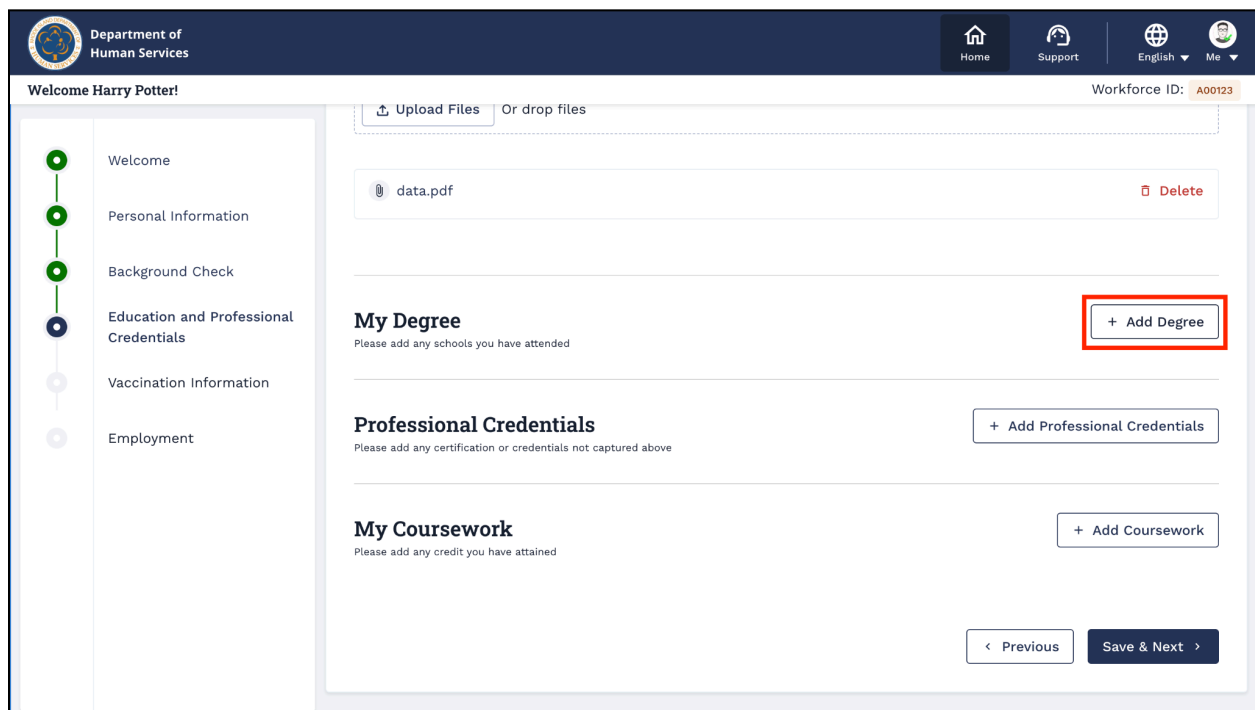 Department of
Human Services
Home
Support
English
Me
Welcome Harry Potter!
Workforce ID: A00123
Upload Files Or drop files
Welcome
data.pdf
Delete
Personal Information
Background Check
Education and Professional
Credentials
My Degree
Please add any schools you have attended
+ Add Degree
Vaccination Information
Employment
Professional Credentials
Please add any certification or credentials not captured above
+ Add Professional Credentials
My Coursework
Please add any credit you have attained
+ Add Coursework
< Previous
Save & Next >